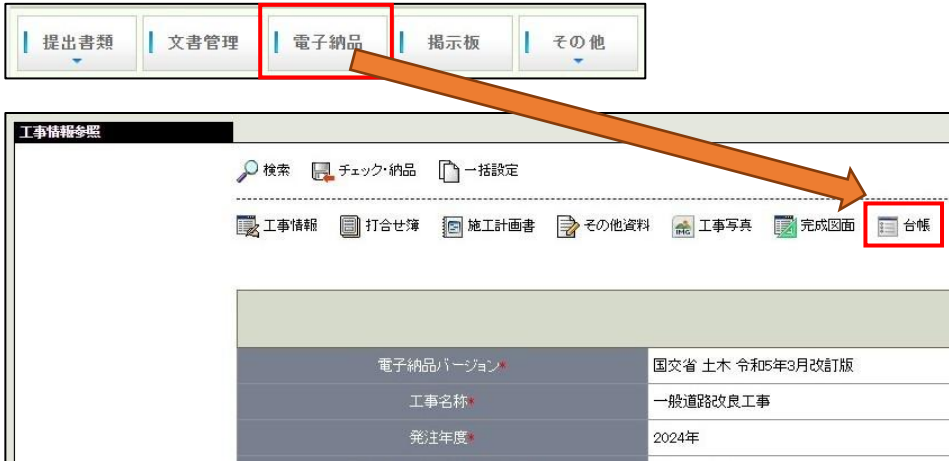 提出書類 文書管理 電子納品 掲示板 その他
工事情報参照
検索 チェック・納品 一括設定
工事情報 打合せ簿 施工計画書 その他資料 工事写真 完成図面 台帳
電子納品バージョン* 国交省 土木 令和5年3月改訂版
工事名称* 一般道路改良工事
発注年度* 2024年